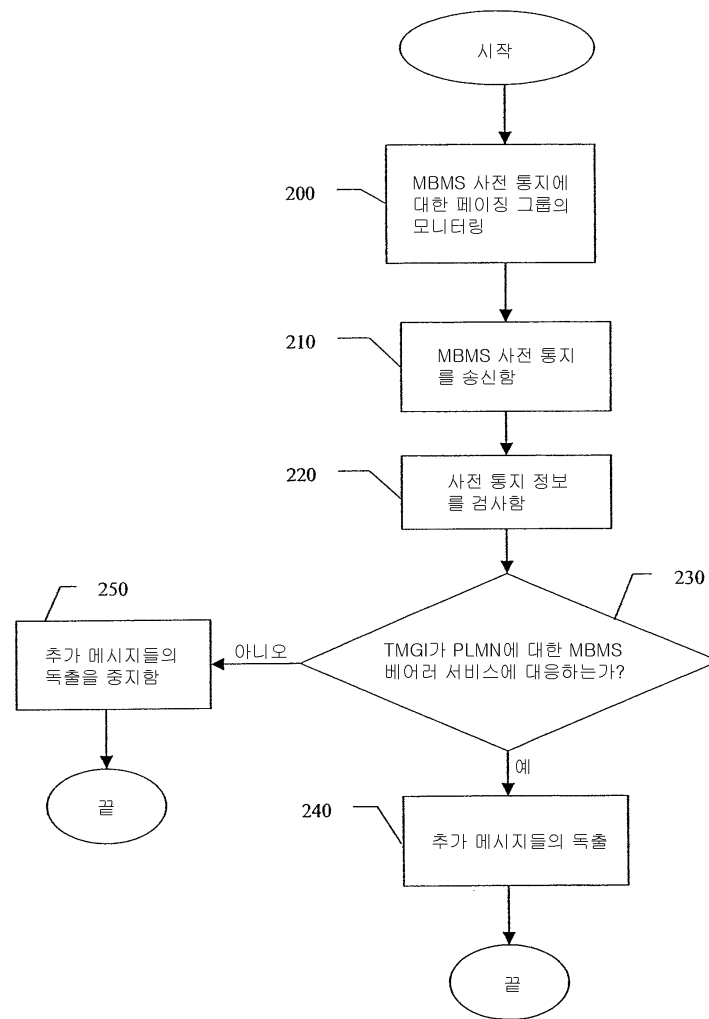 시작
200
MBMS 사전 통지에
대한 페이징 그룹의
모니터링
210
MBMS 사전 통지
를 송신함
220
사전 통지 정보
를 검사함
230
TMGI가 PLMN에 대한 MBMS
베어러 서비스에 대응하는가?
아니오
250
추가 메시지들의
독출을 중지함
끝
예
240
추가 메시지들의 독출
끝